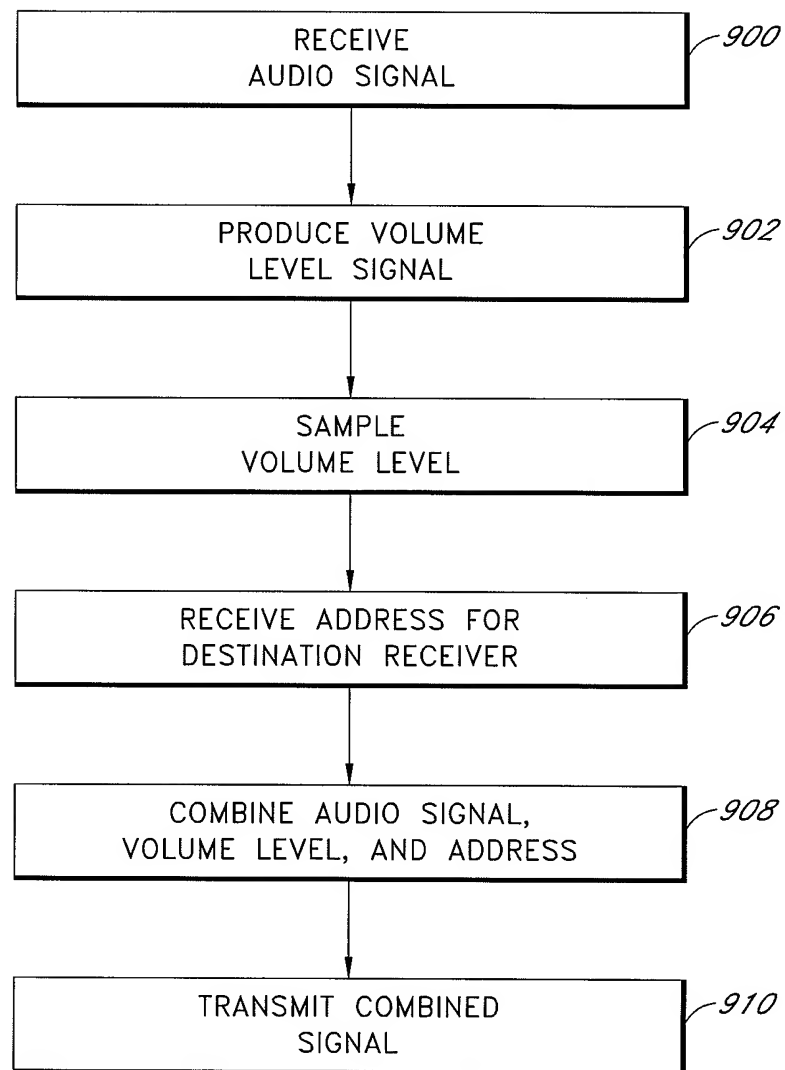 RECEIVE
AUDIO SIGNAL
900
PRODUCE VOLUME
LEVEL SIGNAL
902
SAMPLE
VOLUME LEVEL
904
RECEIVE ADDRESS FOR
DESTINATION RECEIVER
906
COMBINE AUDIO SIGNAL,
VOLUME LEVEL, AND ADDRESS
908
TRANSMIT COMBINED
SIGNAL
910